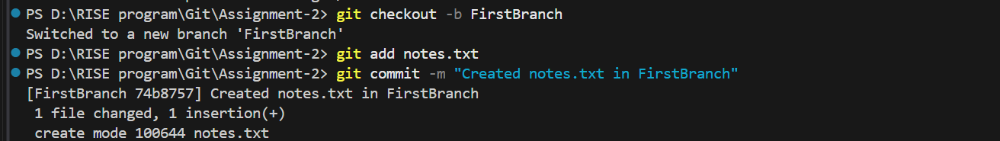 PS D:\RISE program\Git\Assignment-2> git checkout -b FirstBranch
Switched to a new branch 'FirstBranch'
PS D:\RISE program\Git\Assignment-2> git add notes.txt
PS D:\RISE program\Git\Assignment-2> git commit -m "Created notes.txt in FirstBranch"
[FirstBranch 74b8757] Created notes.txt in FirstBranch
 1 file changed, 1 insertion(+)
 create mode 100644 notes.txt